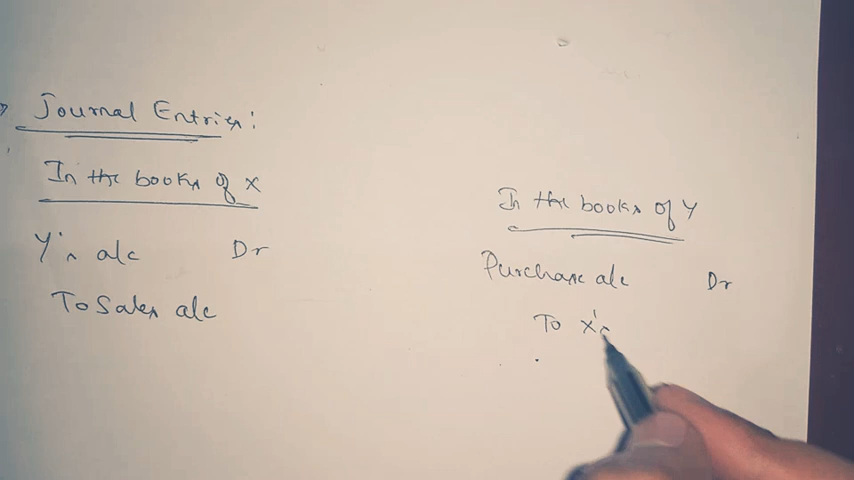 Journal Entries:
In the books of X
Y's a/c Dr
To Sales a/c
In the books of Y
Purchase a/c Dr
To X's